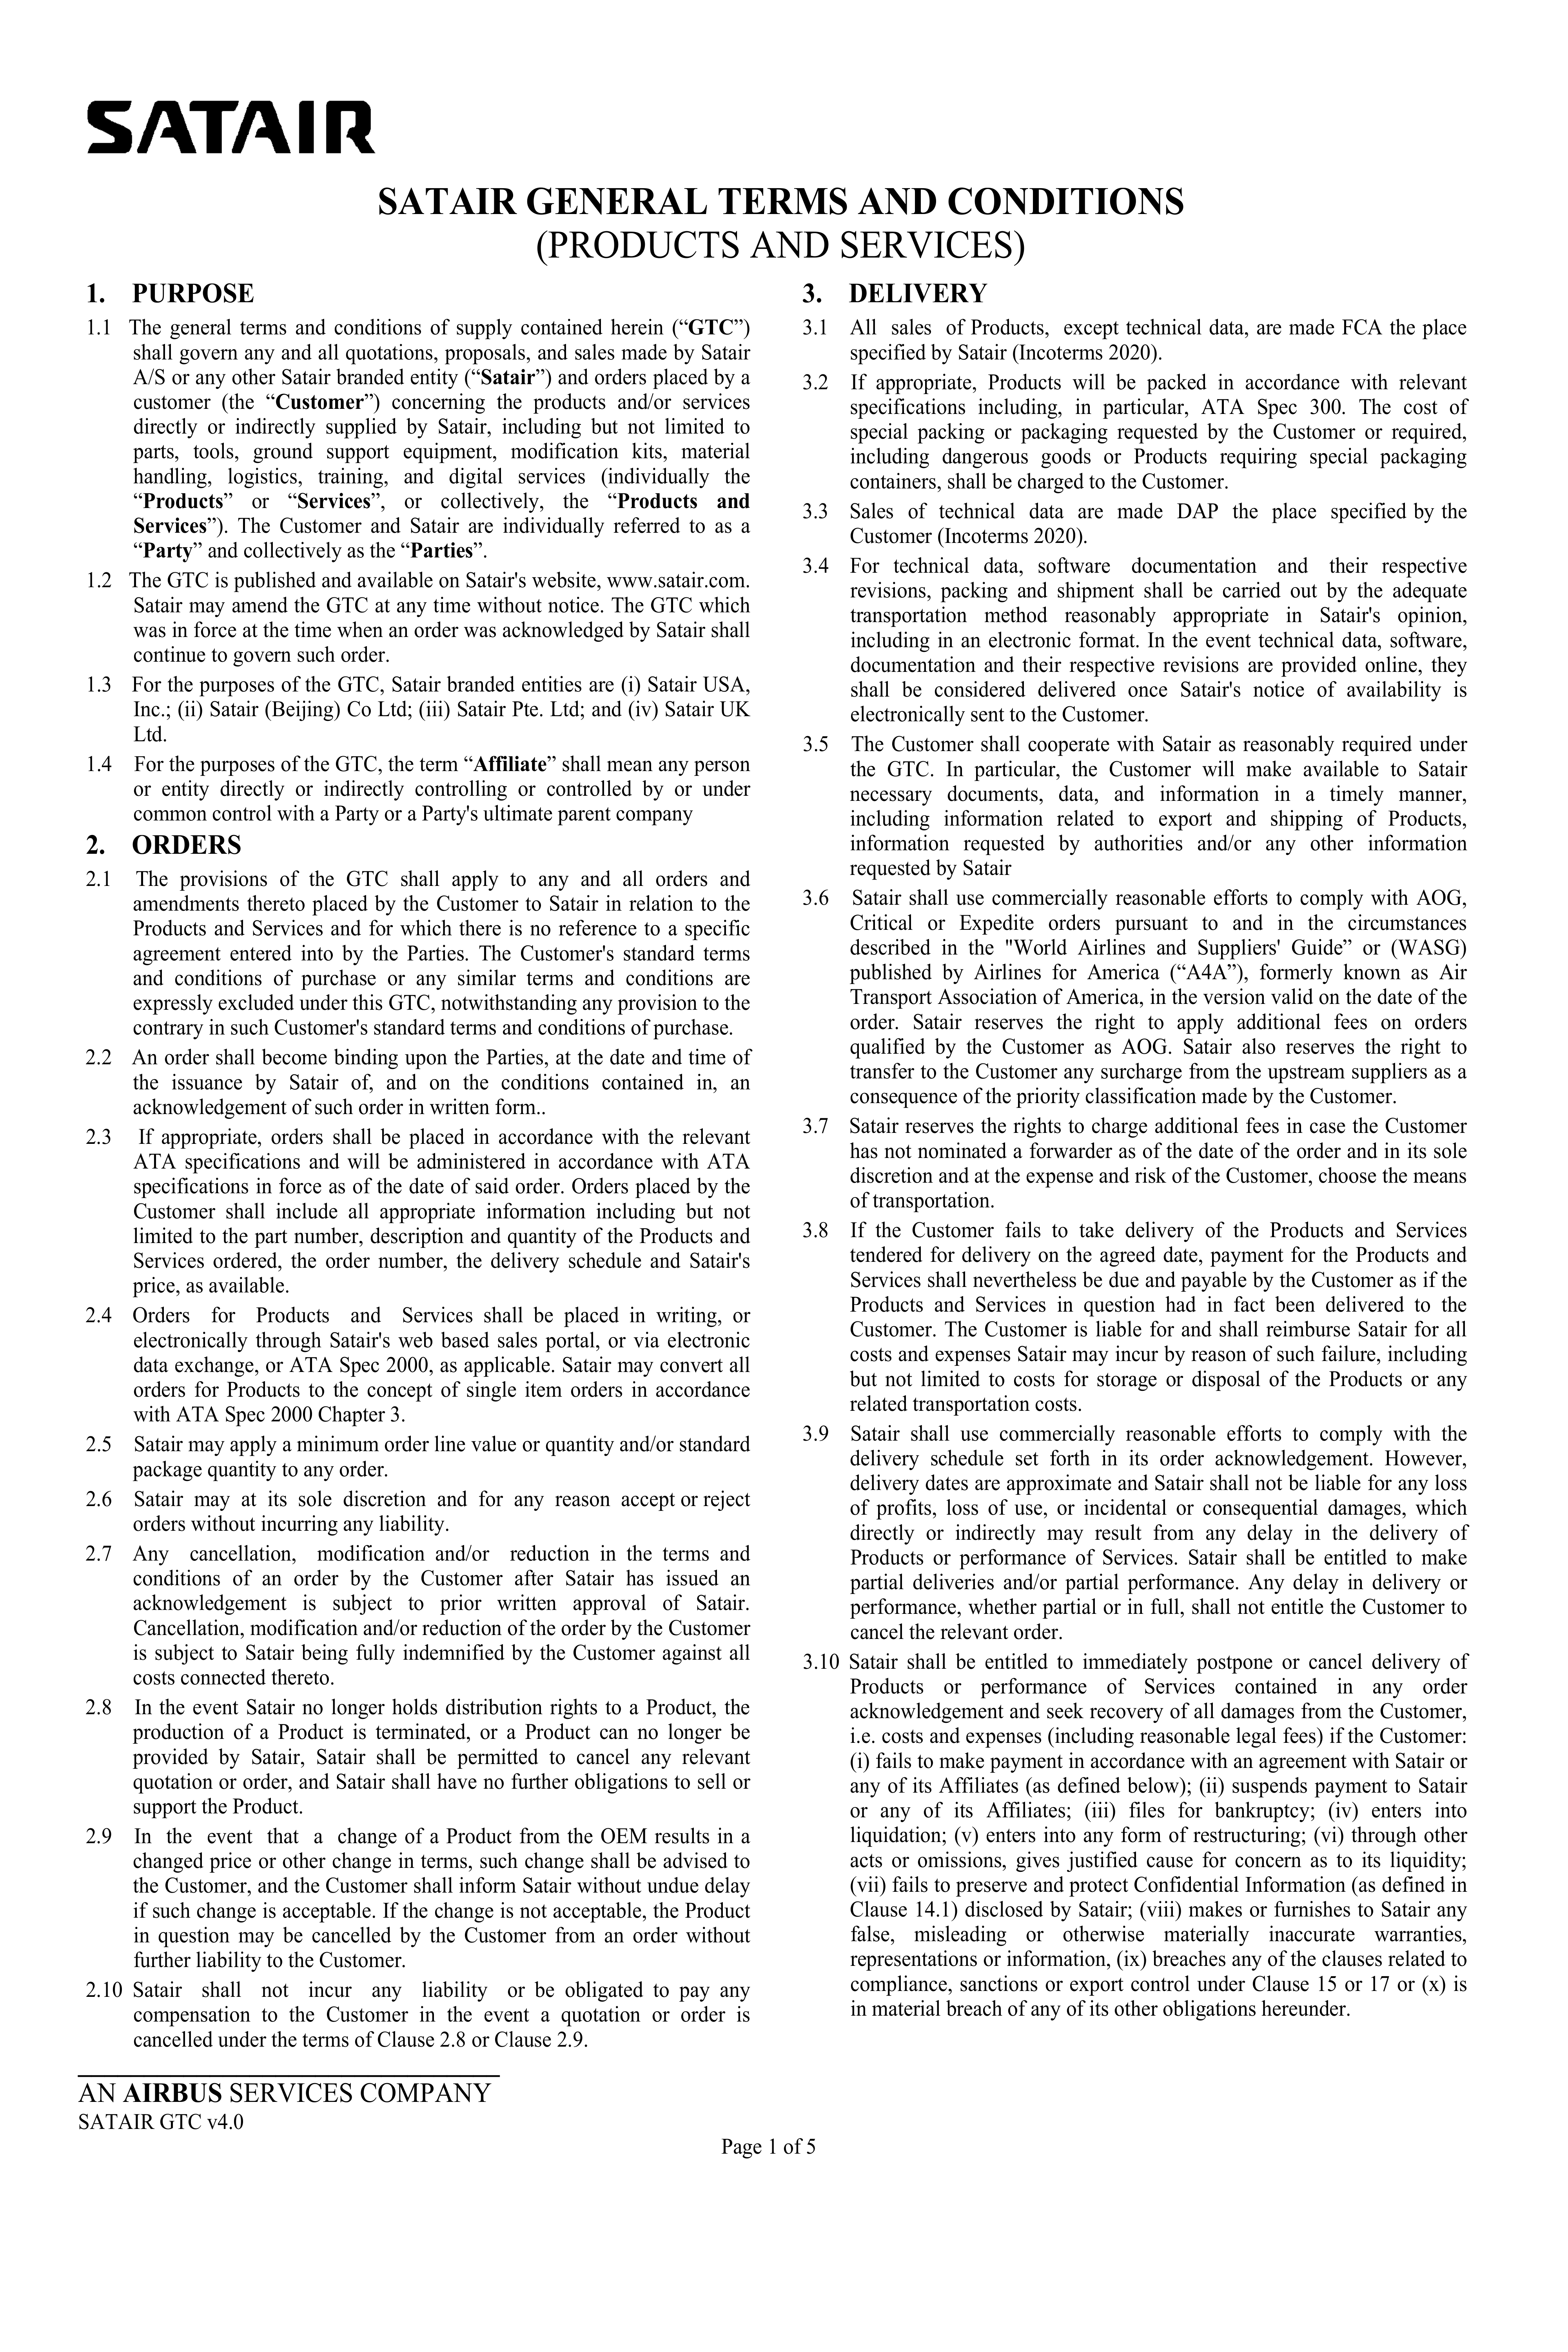 SATAIR
SATAIR GENERAL TERMS AND CONDITIONS
(PRODUCTS AND SERVICES)
1. PURPOSE
1.1 The general terms and conditions of supply contained herein (“GTC”)
shall govern any and all quotations, proposals, and sales made by Satair
A/S or any other Satair branded entity (“Satair”) and orders placed by a
customer (the “Customer”) concerning the products and/or services
directly or indirectly supplied by Satair, including but not limited to
parts, tools, ground support equipment, modification kits, material
handling, logistics, training, and digital services (individually the
“Products” or “Services”, or collectively, the “Products and
Services”). The Customer and Satair are individually referred to as a
“Party” and collectively as the “Parties”.
1.2 The GTC is published and available on Satair's website, www.satair.com.
Satair may amend the GTC at any time without notice. The GTC which
was in force at the time when an order was acknowledged by Satair shall
continue to govern such order.
1.3 For the purposes of the GTC, Satair branded entities are (i) Satair USA,
Inc.; (ii) Satair (Beijing) Co Ltd; (iii) Satair Pte. Ltd; and (iv) Satair UK
Ltd.
1.4 For the purposes of the GTC, the term “Affiliate” shall mean any person
or entity directly or indirectly controlling or controlled by or under
common control with a Party or a Party's ultimate parent company
2. ORDERS
2.1 The provisions of the GTC shall apply to any and all orders and
amendments thereto placed by the Customer to Satair in relation to the
Products and Services and for which there is no reference to a specific
agreement entered into by the Parties. The Customer's standard terms
and conditions of purchase or any similar terms and conditions are
expressly excluded under this GTC, notwithstanding any provision to the
contrary in such Customer's standard terms and conditions of purchase.
2.2 An order shall become binding upon the Parties, at the date and time of
the issuance by Satair of, and on the conditions contained in, an
acknowledgement of such order in written form..
2.3 If appropriate, orders shall be placed in accordance with the relevant
ATA specifications and will be administered in accordance with ATA
specifications in force as of the date of said order. Orders placed by the
Customer shall include all appropriate information including but not
limited to the part number, description and quantity of the Products and
Services ordered, the order number, the delivery schedule and Satair's
price, as available.
2.4 Orders for Products and Services shall be placed in writing, or
electronically through Satair's web based sales portal, or via electronic
data exchange, or ATA Spec 2000, as applicable. Satair may convert all
orders for Products to the concept of single item orders in accordance
with ATA Spec 2000 Chapter 3.
2.5 Satair may apply a minimum order line value or quantity and/or standard
package quantity to any order.
2.6 Satair may at its sole discretion and for any reason accept or reject
orders without incurring any liability.
2.7 Any cancellation, modification and/or reduction in the terms and
conditions of an order by the Customer after Satair has issued an
acknowledgement is subject to prior written approval of Satair.
Cancellation, modification and/or reduction of the order by the Customer
is subject to Satair being fully indemnified by the Customer against all
costs connected thereto.
2.8 In the event Satair no longer holds distribution rights to a Product, the
production of a Product is terminated, or a Product can no longer be
provided by Satair, Satair shall be permitted to cancel any relevant
quotation or order, and Satair shall have no further obligations to sell or
support the Product.
2.9 In the event that a change of a Product from the OEM results in a
changed price or other change in terms, such change shall be advised to
the Customer, and the Customer shall inform Satair without undue delay
if such change is acceptable. If the change is not acceptable, the Product
in question may be cancelled by the Customer from an order without
further liability to the Customer.
2.10 Satair shall not incur any liability or be obligated to pay any
compensation to the Customer in the event a quotation or order is
cancelled under the terms of Clause 2.8 or Clause 2.9.
3. DELIVERY
3.1 All sales of Products, except technical data, are made FCA the place
specified by Satair (Incoterms 2020).
3.2 If appropriate, Products will be packed in accordance with relevant
specifications including, in particular, ATA Spec 300. The cost of
special packing or packaging requested by the Customer or required,
including dangerous goods or Products requiring special packaging
containers, shall be charged to the Customer.
3.3 Sales of technical data are made DAP the place specified by the
Customer (Incoterms 2020).
3.4 For technical data, software documentation and their respective
revisions, packing and shipment shall be carried out by the adequate
transportation method reasonably appropriate in Satair's opinion,
including in an electronic format. In the event technical data, software,
documentation and their respective revisions are provided online, they
shall be considered delivered once Satair's notice of availability is
electronically sent to the Customer.
3.5 The Customer shall cooperate with Satair as reasonably required under
the GTC. In particular, the Customer will make available to Satair
necessary documents, data, and information in a timely manner,
including information related to export and shipping of Products,
information requested by authorities and/or any other information
requested by Satair
3.6 Satair shall use commercially reasonable efforts to comply with AOG,
Critical or Expedite orders pursuant to and in the circumstances
described in the "World Airlines and Suppliers' Guide” or (WASG)
published by Airlines for America (“A4A”), formerly known as Air
Transport Association of America, in the version valid on the date of the
order. Satair reserves the right to apply additional fees on orders
qualified by the Customer as AOG. Satair also reserves the right to
transfer to the Customer any surcharge from the upstream suppliers as a
consequence of the priority classification made by the Customer.
3.7 Satair reserves the rights to charge additional fees in case the Customer
has not nominated a forwarder as of the date of the order and in its sole
discretion and at the expense and risk of the Customer, choose the means
of transportation.
3.8 If the Customer fails to take delivery of the Products and Services
tendered for delivery on the agreed date, payment for the Products and
Services shall nevertheless be due and payable by the Customer as if the
Products and Services in question had in fact been delivered to the
Customer. The Customer is liable for and shall reimburse Satair for all
costs and expenses Satair may incur by reason of such failure, including
but not limited to costs for storage or disposal of the Products or any
related transportation costs.
3.9 Satair shall use commercially reasonable efforts to comply with the
delivery schedule set forth in its order acknowledgement. However,
delivery dates are approximate and Satair shall not be liable for any loss
of profits, loss of use, or incidental or consequential damages, which
directly or indirectly may result from any delay in the delivery of
Products or performance of Services. Satair shall be entitled to make
partial deliveries and/or partial performance. Any delay in delivery or
performance, whether partial or in full, shall not entitle the Customer to
cancel the relevant order.
3.10 Satair shall be entitled to immediately postpone or cancel delivery of
Products or performance of Services contained in any order
acknowledgement and seek recovery of all damages from the Customer,
i.e. costs and expenses (including reasonable legal fees) if the Customer:
(i) fails to make payment in accordance with an agreement with Satair or
any of its Affiliates (as defined below); (ii) suspends payment to Satair
or any of its Affiliates; (iii) files for bankruptcy; (iv) enters into
liquidation; (v) enters into any form of restructuring; (vi) through other
acts or omissions, gives justified cause for concern as to its liquidity;
(vii) fails to preserve and protect Confidential Information (as defined in
Clause 14.1) disclosed by Satair; (viii) makes or furnishes to Satair any
false, misleading or otherwise materially inaccurate warranties,
representations or information, (ix) breaches any of the clauses related to
compliance, sanctions or export control under Clause 15 or 17 or (x) is
in material breach of any of its other obligations hereunder.
AN AIRBUS SERVICES COMPANY
SATAIR GTC v4.0
Page 1 of 5